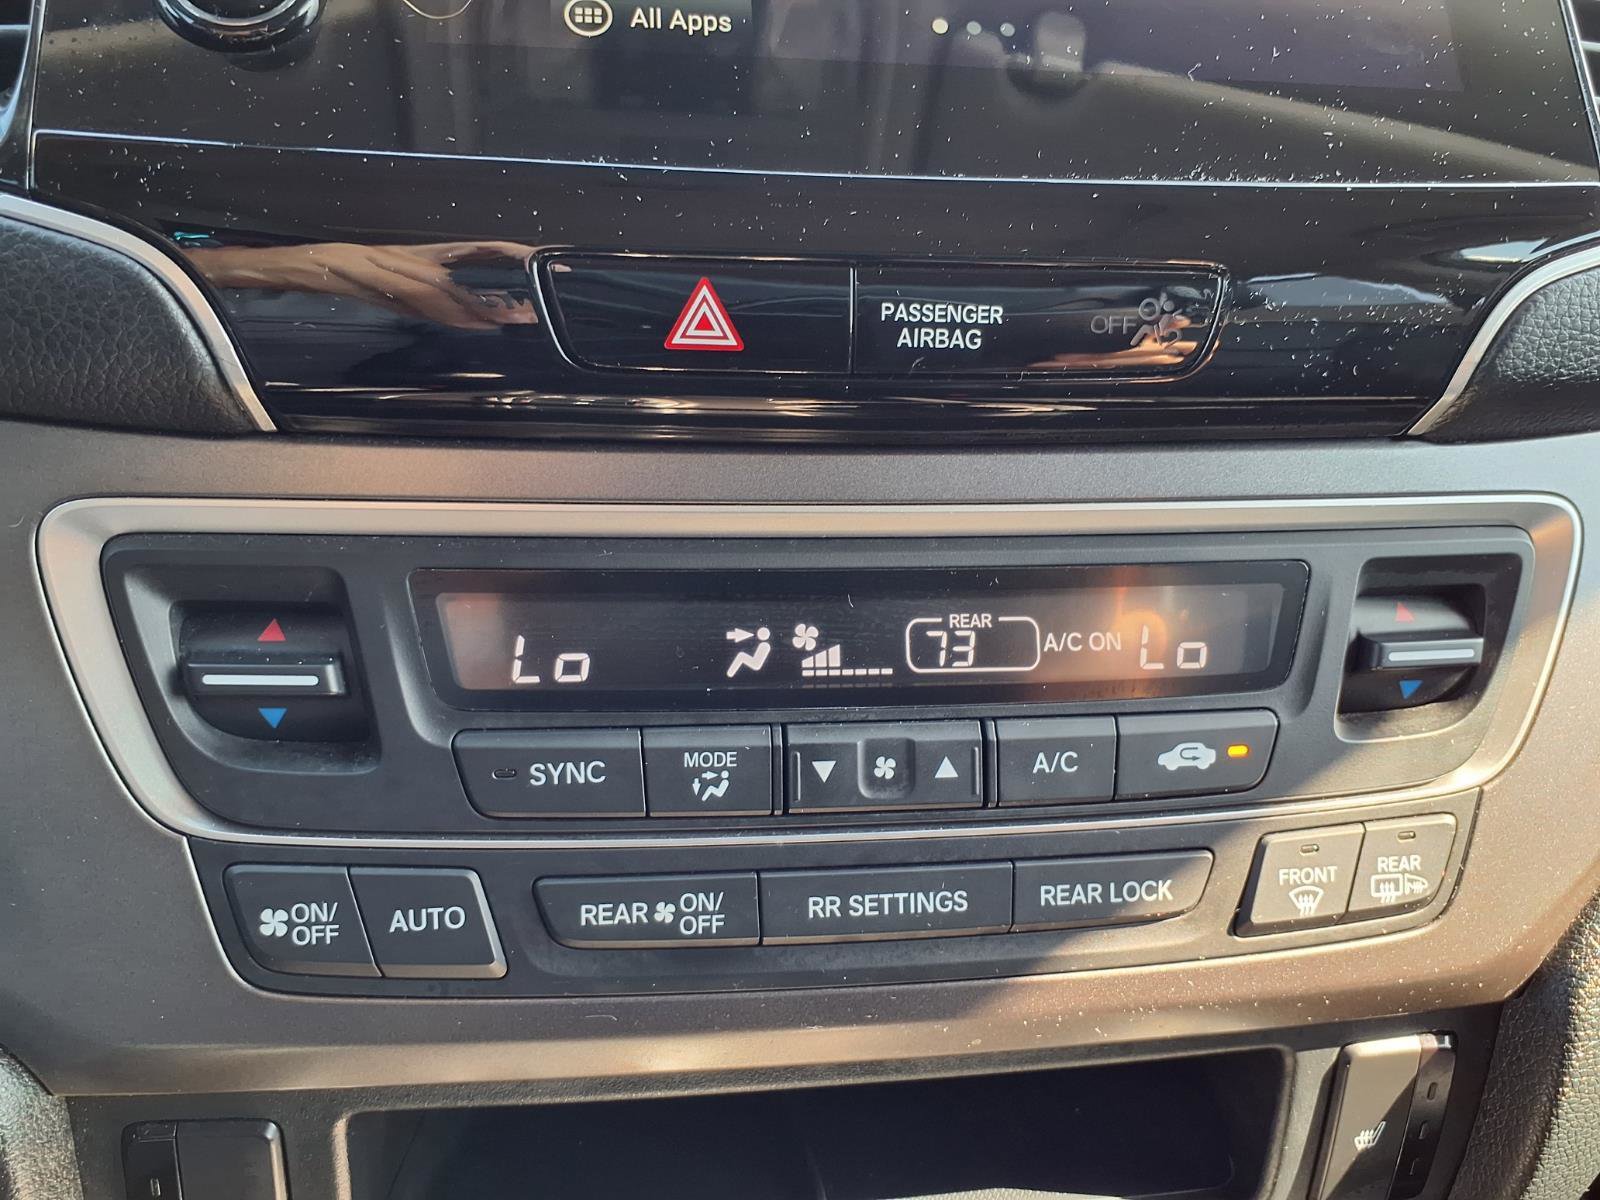 All Apps
PASSENGER
AIRBAG
OFF
Lo
REAR
73
A/C ON
Lo
SYNC
MODE
A/C
ON/
OFF
AUTO
REAR ON/
OFF
RR SETTINGS
REAR LOCK
FRONT
REAR